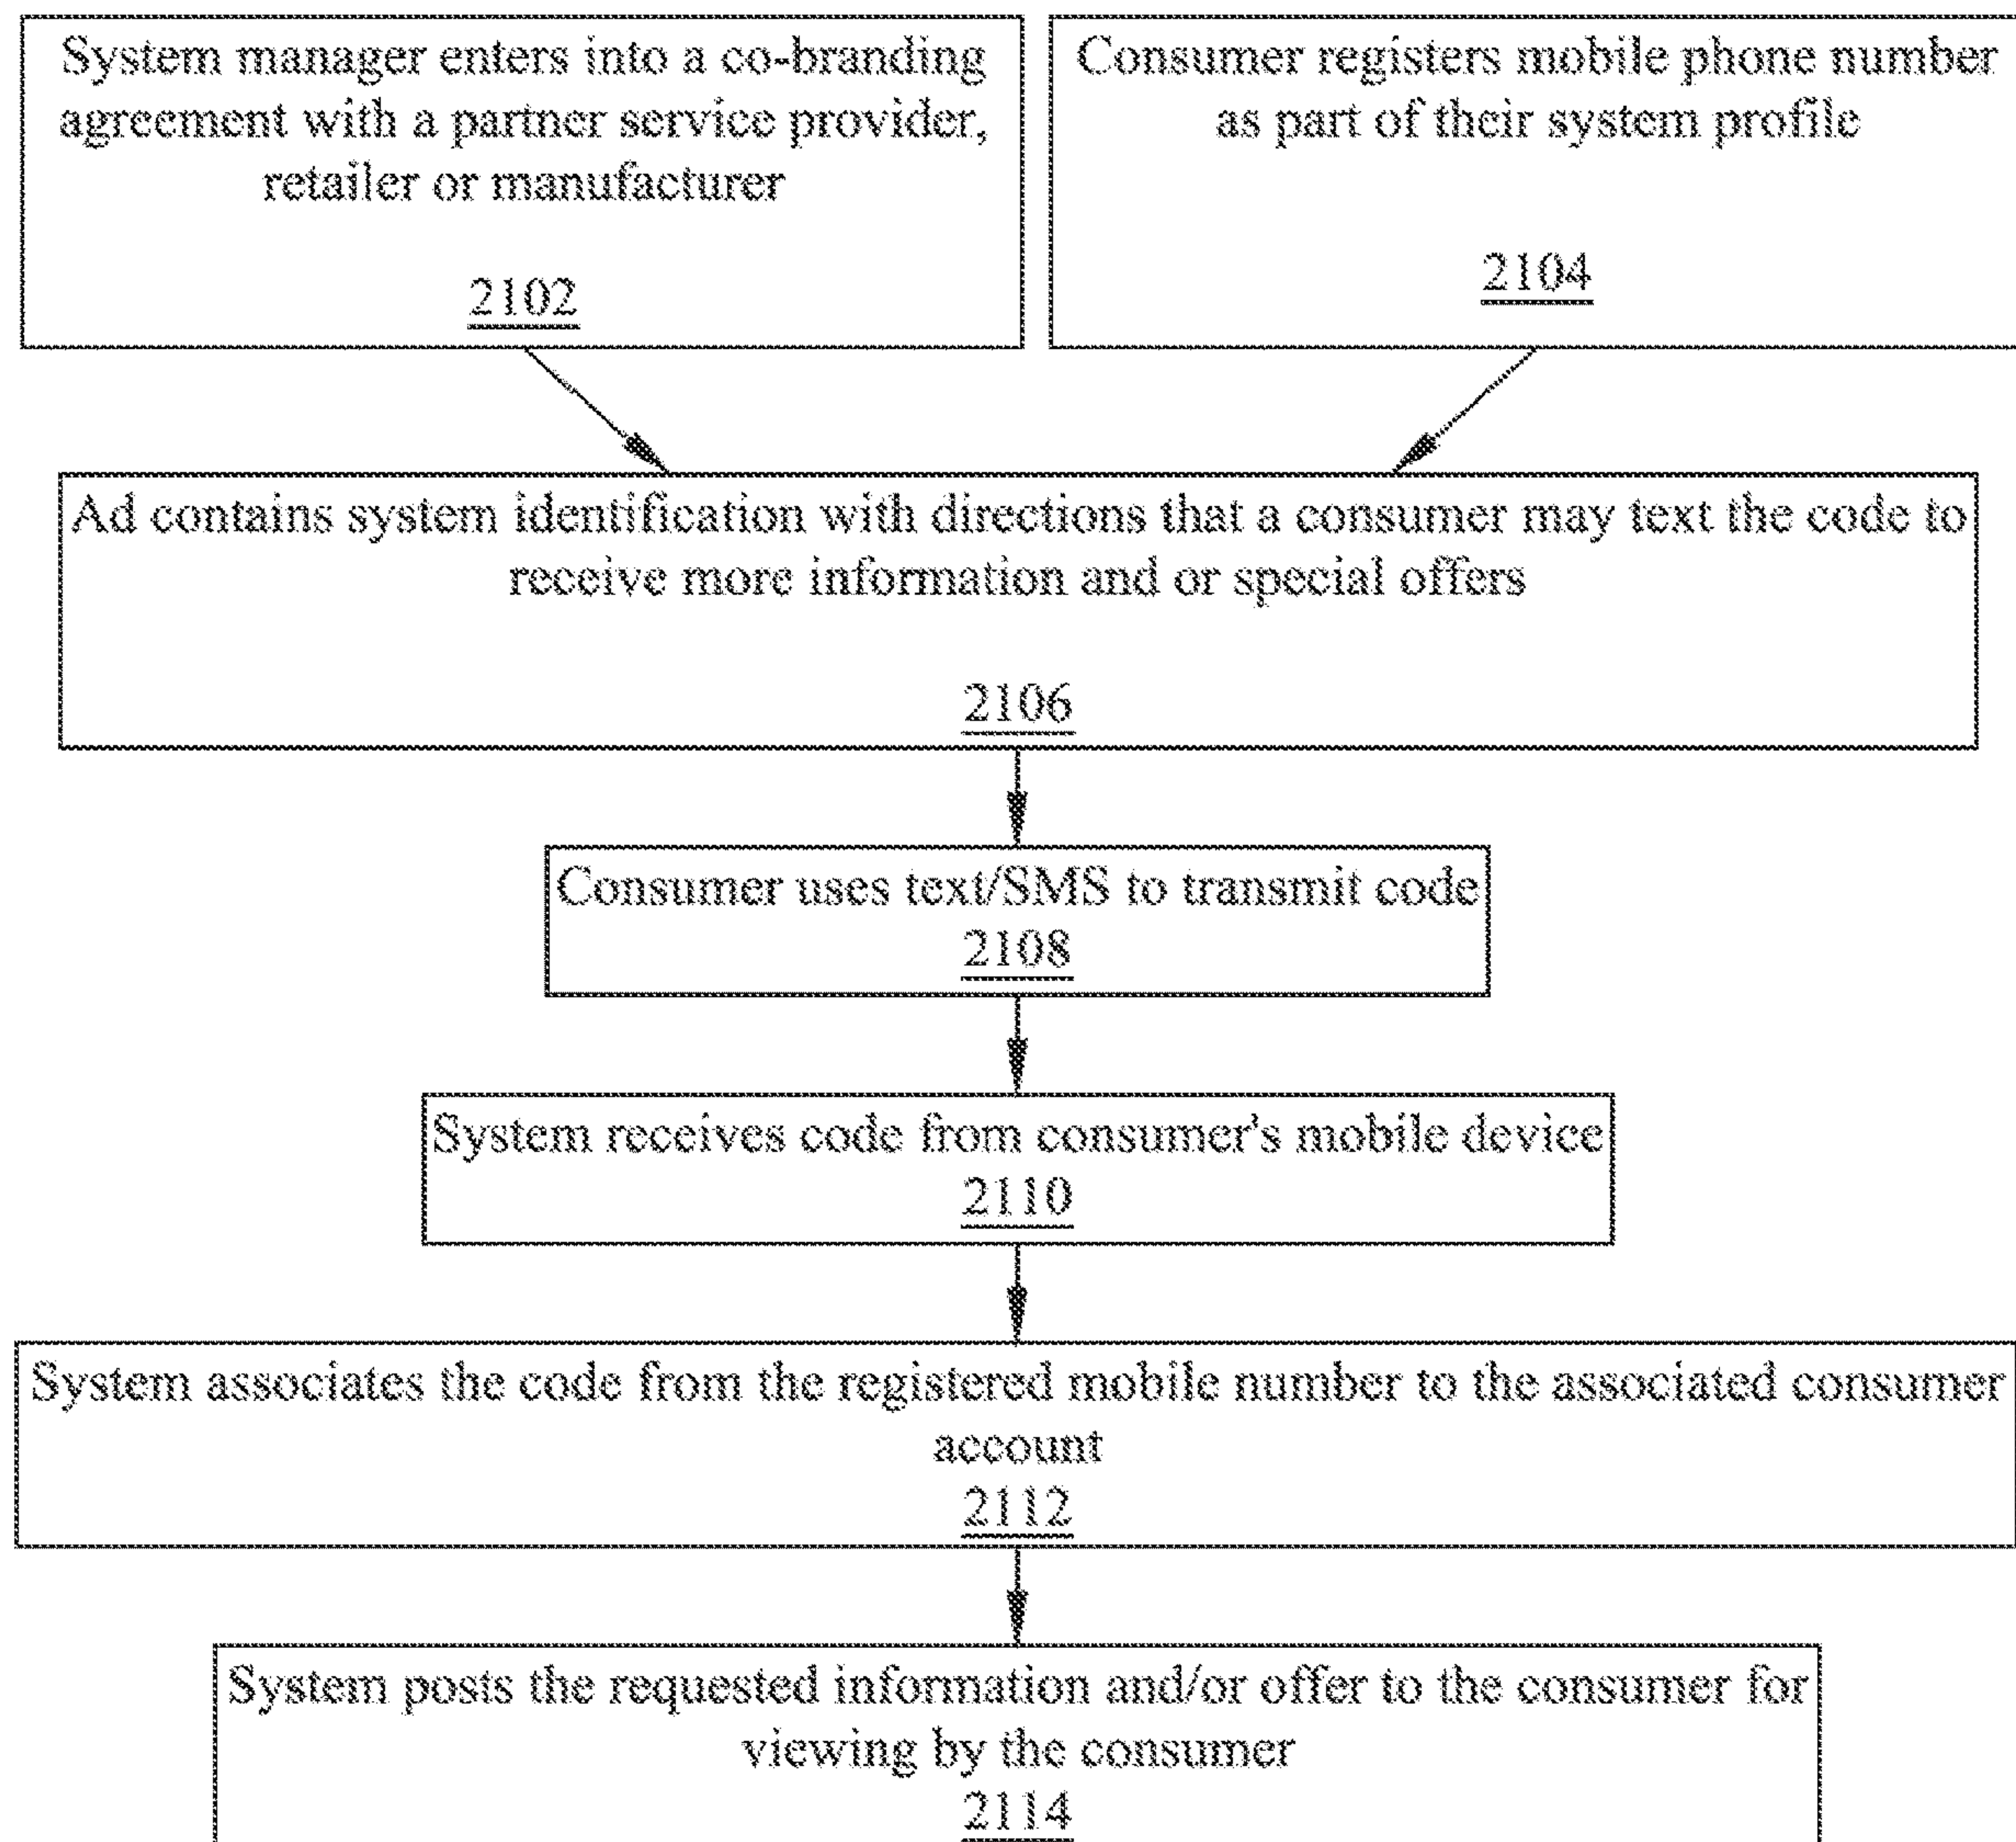 System manager enters into a co-branding
agreement with a partner service provider,
retailer or manufacturer
2102
Consumer registers mobile phone number
as part of their system profile
2104
Ad contains system identification with directions that a consumer may text the code to
receive more information and or special offers
2106
Consumer uses text/SMS to transmit code
2108
System receives code from consumer's mobile device
2110
System associates the code from the registered mobile number to the associated consumer
account
2112
System posts the requested information and/or offer to the consumer for
viewing by the consumer
2114